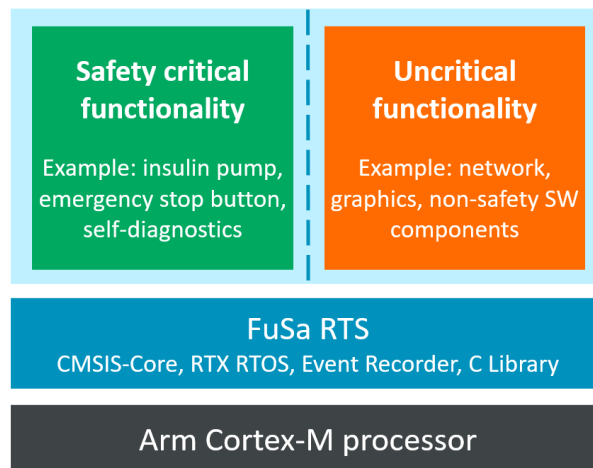 Safety critical
functionality
Example: insulin pump,
emergency stop button,
self-diagnostics
Uncritical
functionality
Example: network,
graphics, non-safety SW
components
FuSa RTS
CMSIS-Core, RTX RTOS, Event Recorder, C Library
Arm Cortex-M processor